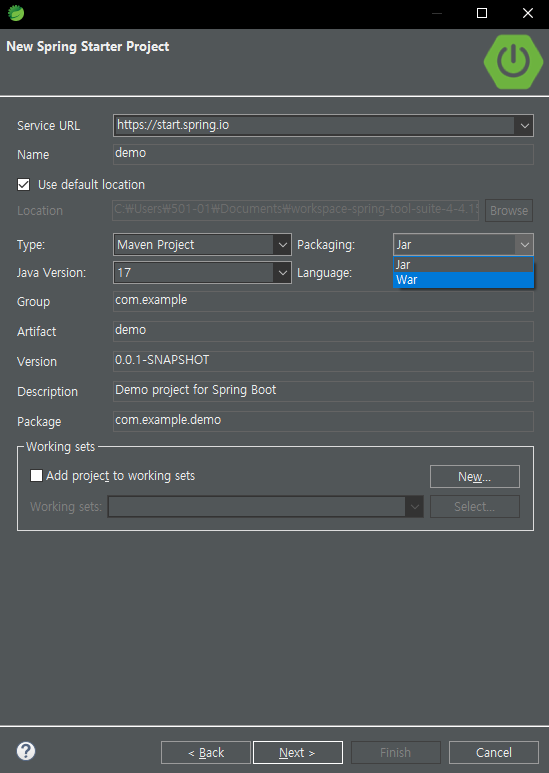 New Spring Starter Project
Service URL https://start.spring.io
Name demo
Use default location
Location C:₩Users₩501-01₩Documents₩workspace-spring-tool-suite-4-4.1 Browse
Type: Maven Project Packaging: Jar
Jar
Java Version: 17 Language:
War
Group com.example
Artifact demo
Version 0.0.1-SNAPSHOT
Description Demo project for Spring Boot
Package com.example.demo
Working sets
Add project to working sets New...
Working sets: Select...
? < Back Next > Finish Cancel